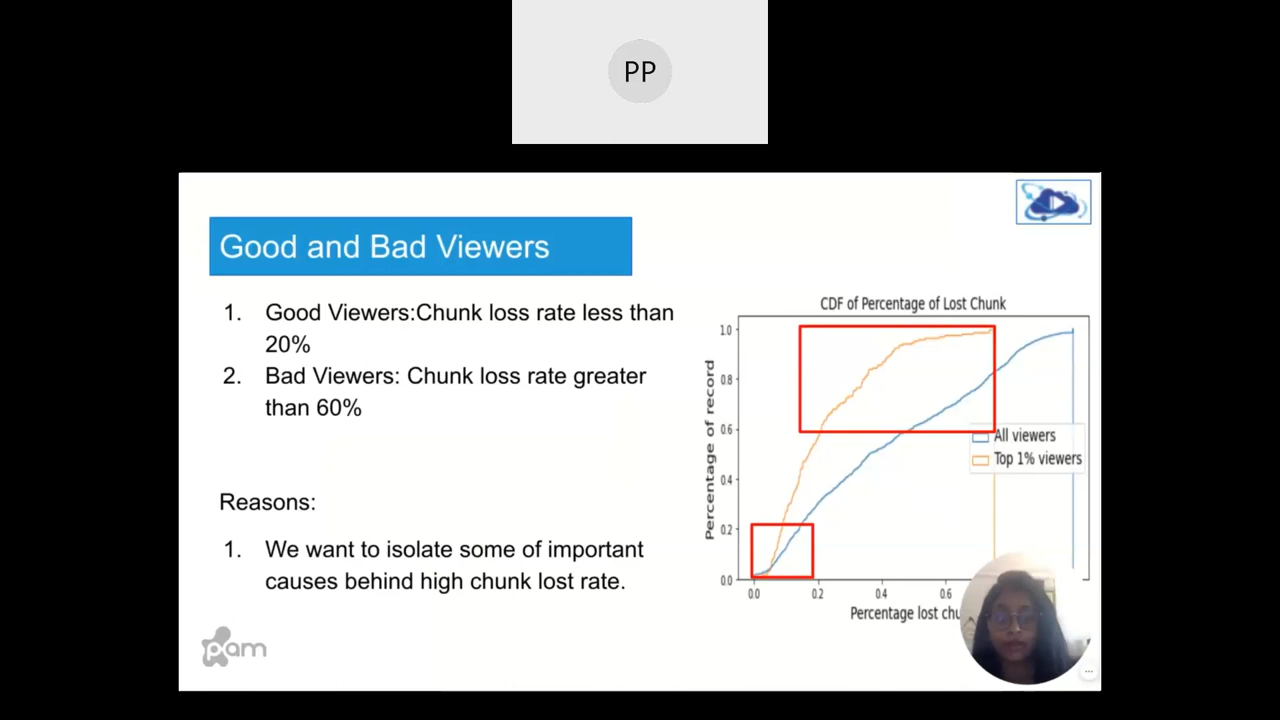 PP
Good and Bad Viewers
1. Good Viewers:Chunk loss rate less than
20%
2. Bad Viewers: Chunk loss rate greater
than 60%
Reasons:
1. We want to isolate some of important
causes behind high chunk lost rate.
CDF of Percentage of Lost Chunk
Percentage of record
1.0
0.8
0.6
0.4
0.2
0.0
All viewers
Top 1% viewers
0.0 0.2 0.4 0.6
Percentage lost chu
pam